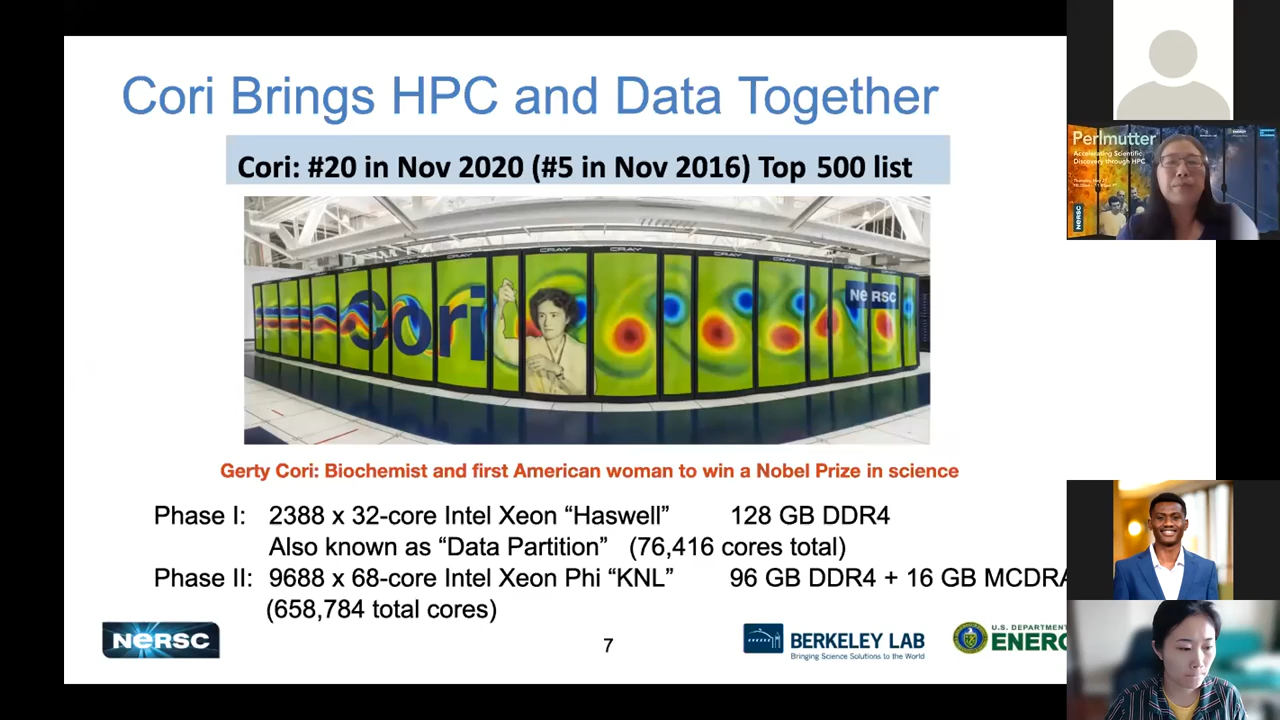 Cori Brings HPC and Data Together
Cori: #20 in Nov 2020 (#5 in Nov 2016) Top 500 list
CRAY CRAY
Cori
NeRSC
Gerty Cori: Biochemist and first American woman to win a Nobel Prize in science
Phase I: 2388 x 32-core Intel Xeon “Haswell” 128 GB DDR4
Also known as “Data Partition” (76,416 cores total)
Phase II: 9688 x 68-core Intel Xeon Phi “KNL” 96 GB DDR4 + 16 GB MCDRA
(658,784 total cores)
NeRSC
7
BERKELEY LAB
Bringing Science Solutions to the World
U.S. DEPARTMENT
ENERG
Perlmutter
Accelerating Scientific
Discovery through HPC
NeRSC